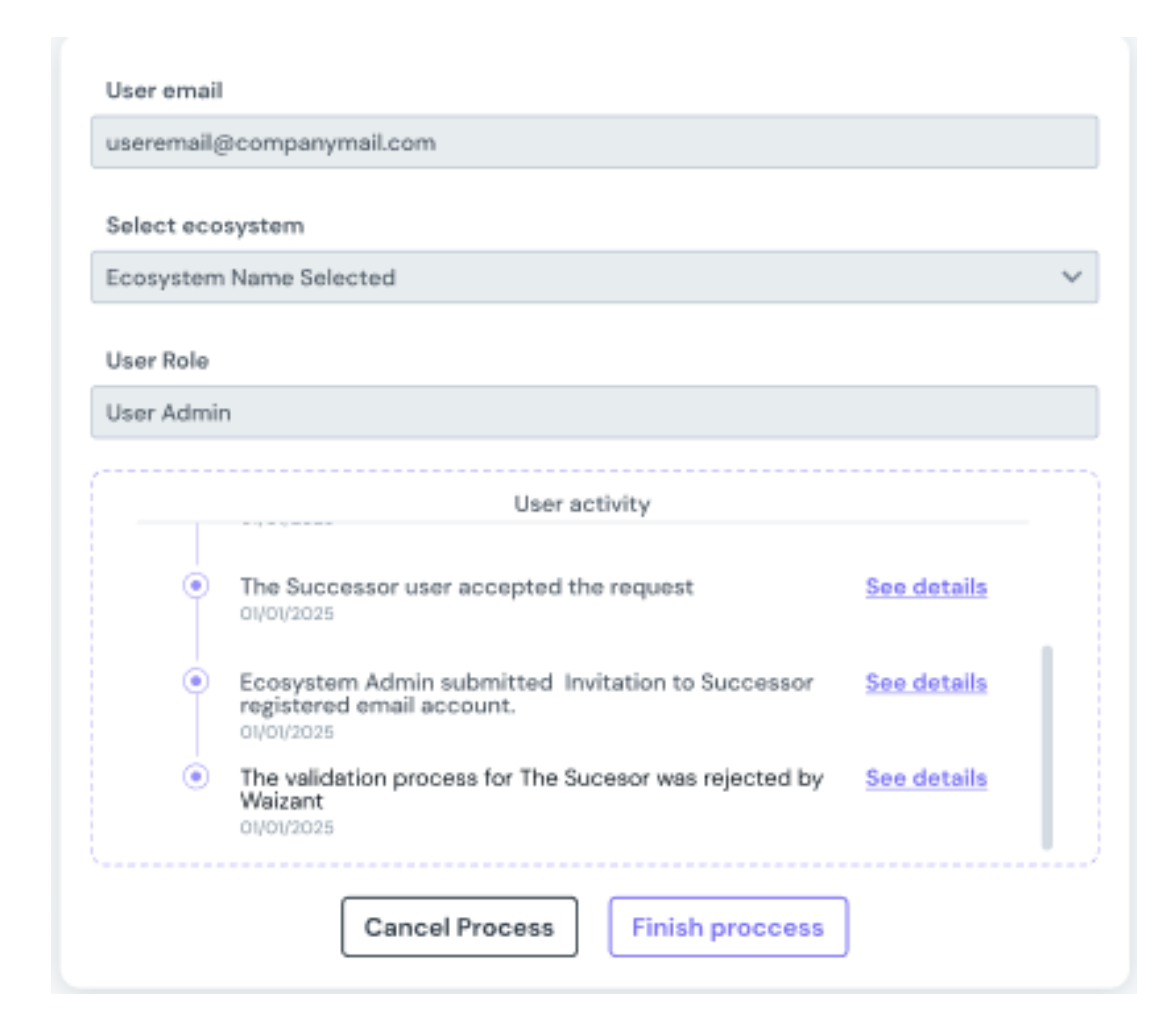 User email
useremail@companymail.com
Select ecosystem
Ecosystem Name Selected
User Role
User Admin
User activity
The Successor user accepted the request
See details
01/01/2025
Ecosystem Admin submitted  Invitation to Successor
See details
registered email account.
01/01/2025
The validation process for The Sucesor was rejected by
See details
Waizant
01/01/2025
Cancel Process
Finish proccess